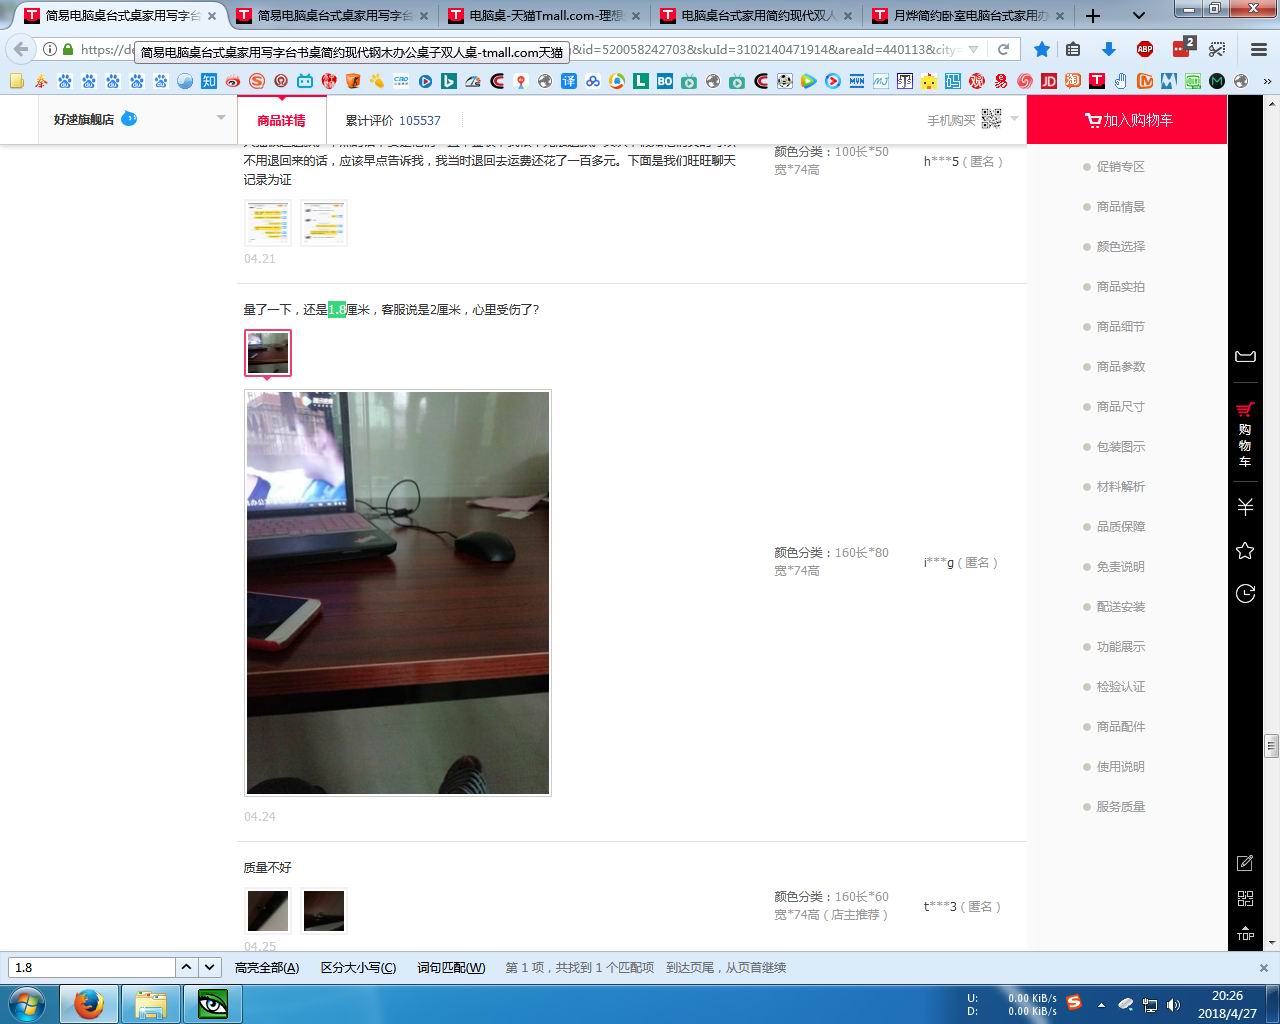 简易电脑桌台式桌家用写字台
简易电脑桌台式桌家用写字台
电脑桌-天猫Tmall.com-理想
电脑桌台式家用简约现代双人
月烨简约卧室电脑台式家用办
https://de
&id=520058242703&skuId=3102140471914&areaId=440113&city=
简易电脑桌台式桌家用写字台书桌简约现代钢木办公桌子双人桌-tmall.com天猫
ABP
2
好逑旗舰店
商品详情
累计评价 105537
手机购买
加入购物车
不用退回来的话，应该早点告诉我，我当时退回去运费还花了一百多元。下面是我们旺旺聊天
记录为证
颜色分类：100长*50
宽*74高
h***5（匿名）
04.21
量了一下，还是1.8厘米，客服说是2厘米，心里受伤了?
颜色分类：160长*80
宽*74高
i***g（匿名）
04.24
质量不好
颜色分类：160长*60
宽*74高（店主推荐）
t***3（匿名）
04.25
促销专区
商品情景
颜色选择
商品实拍
商品细节
商品参数
商品尺寸
包装图示
材料解析
品质保障
免责说明
配送安装
功能展示
检验认证
商品配件
使用说明
服务质量
购物车
TOP
1.8
高亮全部(A)
区分大小写(C)
词句匹配(W)
第 1 项，共找到 1 个匹配项
到达页尾，从页首继续
U: 0.00 KiB/s
D: 0.00 KiB/s
20:26
2018/4/27